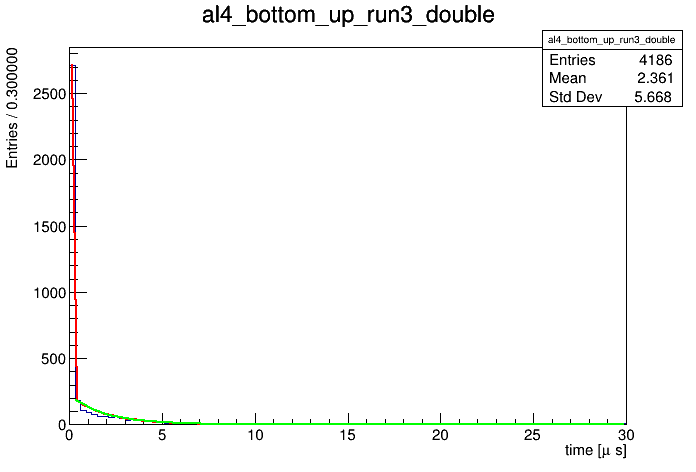 al4_bottom_up_run3_double
al4_bottom_up_run3_double
Entries 4186
Mean 2.361
Std Dev 5.668
Entries / 0.300000
2500
2000
1500
1000
500
0
0 5 10 15 20 25 30
time [μ s]